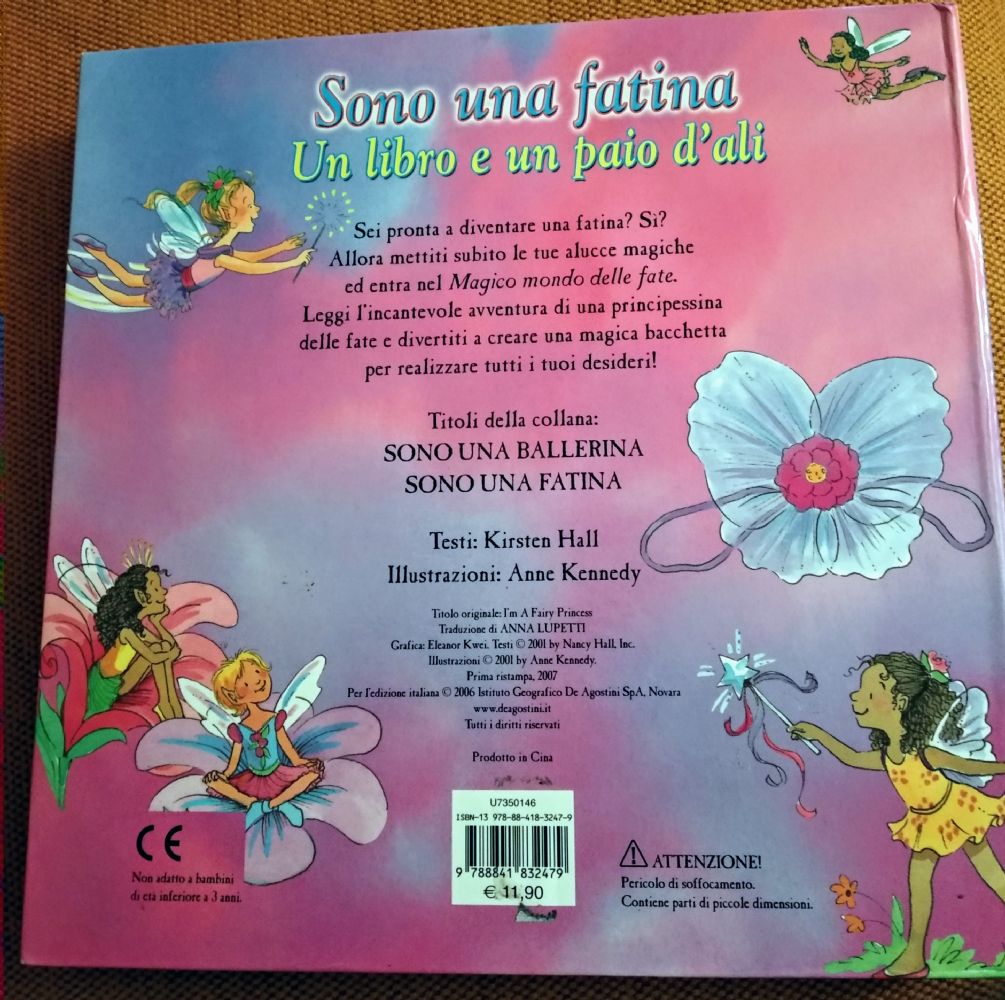 Sono una fatina
Un libro e un paio d'ali
Sei pronta a diventare una fatina? Sì?
Allora mettiti subito le tue alucce magiche
ed entra nel Magico mondo delle fate.
Leggi l'incantevole avventura di una principessina
delle fate e divertiti a creare una magica bacchetta
per realizzare tutti i tuoi desideri!
Titoli della collana:
SONO UNA BALLERINA
SONO UNA FATINA
Testi: Kirsten Hall
Illustrazioni: Anne Kennedy
Titolo originale: I'm A Fairy Princess
Traduzione di ANNA LUPETTI
Grafica: Eleanor Kwei. Testi © 2001 by Nancy Hall, Inc.
Illustrazioni © 2001 by Anne Kennedy.
Prima ristampa, 2007
Per l'edizione italiana © 2006 Istituto Geografico De Agostini SpA, Novara
www.deagostini.it
Tutti i diritti riservati
Prodotto in Cina
CE
Non adatto a bambini
di età inferiore a 3 anni.
U7350146
ISBN-13 978-88-418-3247-9
9 788841 832479
€ 11,90
ATTENZIONE!
Pericolo di soffocamento.
Contiene parti di piccole dimensioni.